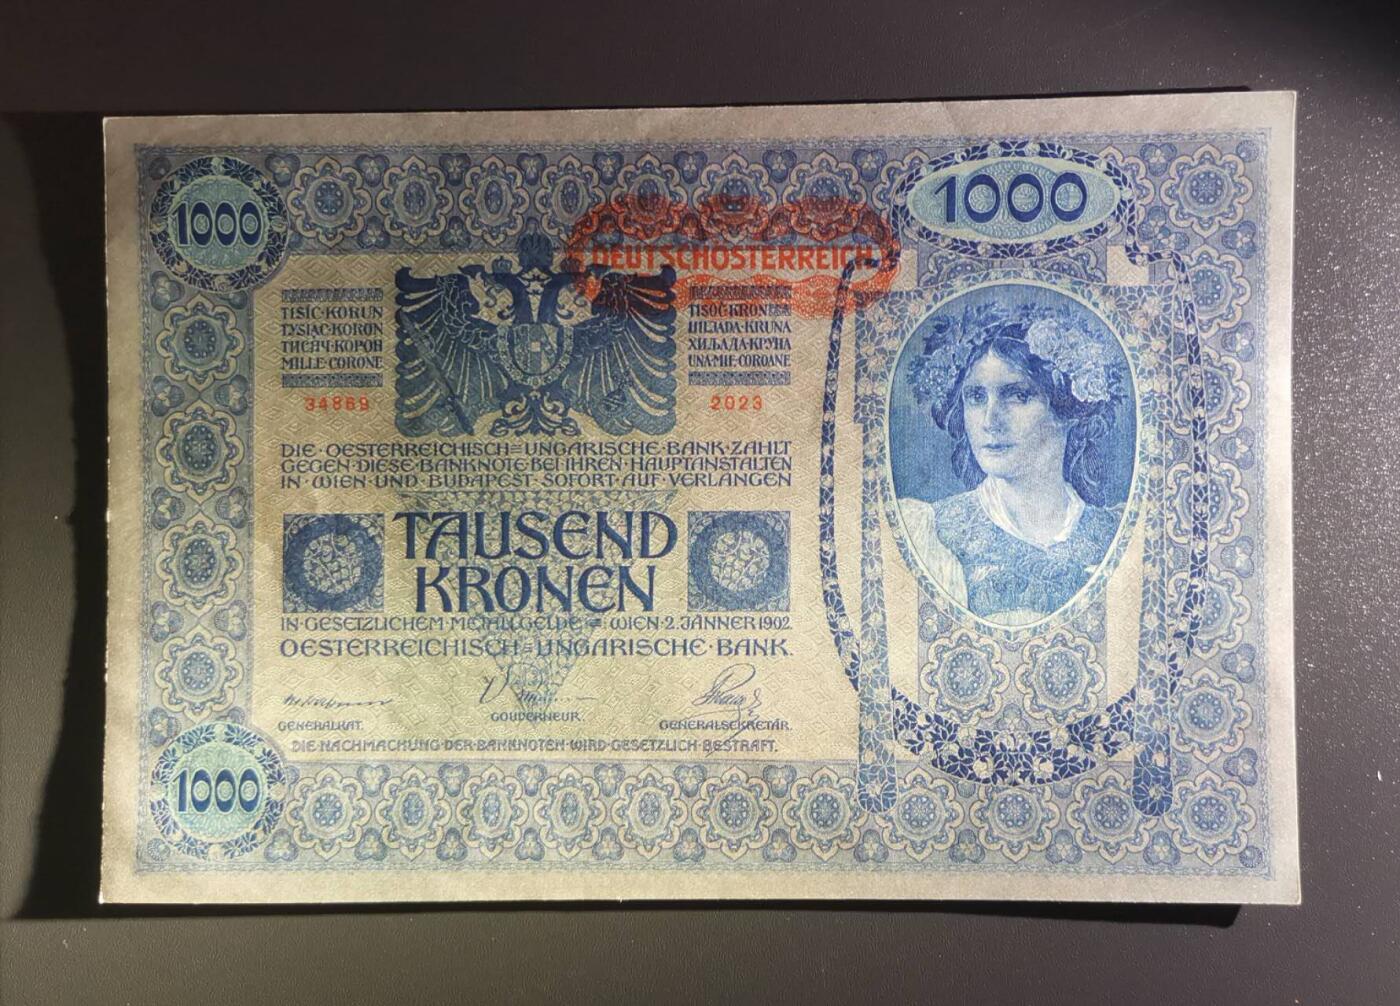 1000
1000
DEUTSCHÖSTERREICH
TISÍC·KORUN
TYSIĄC·KORON
ТИСЯЧ·КОРОН
MILLE·CORONE
TISOČ·KRON
ХИЉАДА·КРУНА
UNA·MIE·COROANE
34869
2023
DIE·OESTERREICHISCH=UNGARISCHE·BANK·ZAHLT
GEGEN·DIESE·BANKNOTE·BEI·IHREN·HAUPTANSTALTEN
IN·WIEN·UND·BUDAPEST·SOFORT·AUF·VERLANGEN
TAUSEND
KRONEN
IN·GESETZLICHEM·METALLGELDE=WIEN·2.JÄNNER 1902
OESTERREICHISCH=UNGARISCHE·BANK.
GENERALRAT.
GOUVERNEUR.
GENERALSEKRETÄR.
DIE·NACHMACHUNG·DER·BANKNOTEN·WIRD·GESETZLICH·BESTRAFT.
1000